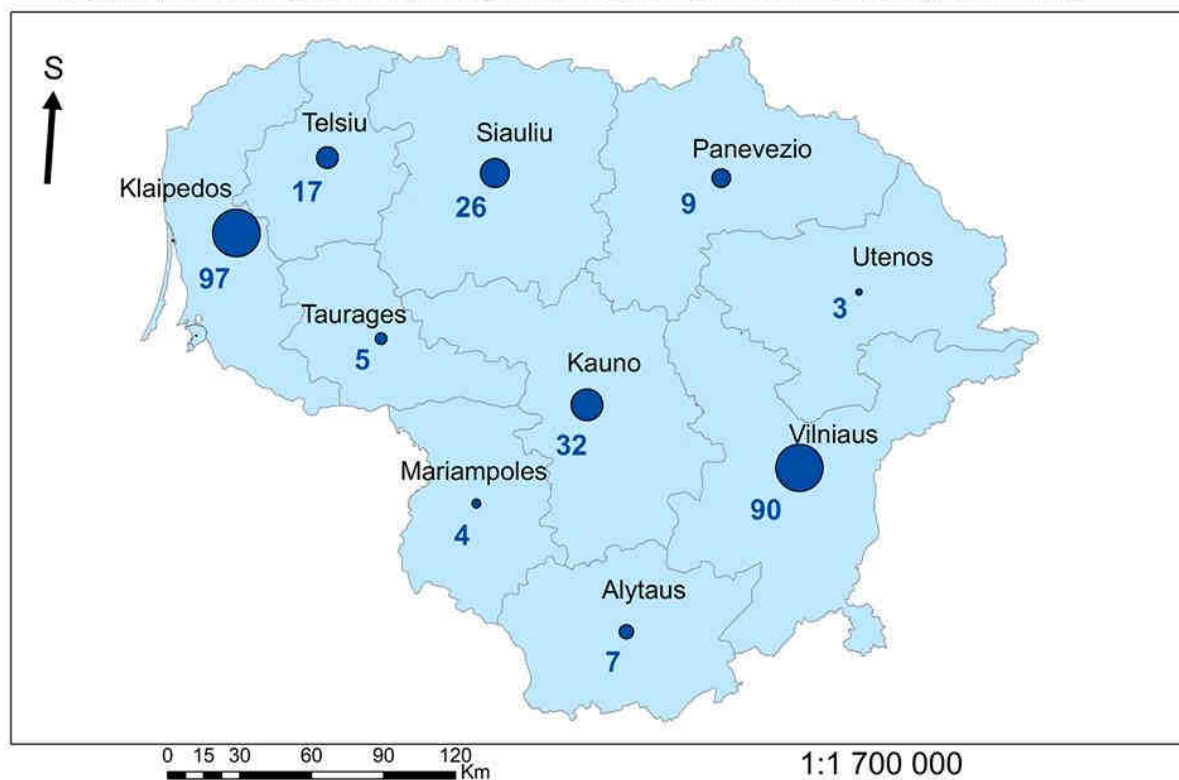 S
Telsiu
17
Siauliu
26
Panevezio
9
Klaipedos
97
Utenos
3
Taurages
5
Kauno
32
Vilniaus
90
Mariampoles
4
Alytaus
7
0 15 30 60 90 120
Km
1:1 700 000